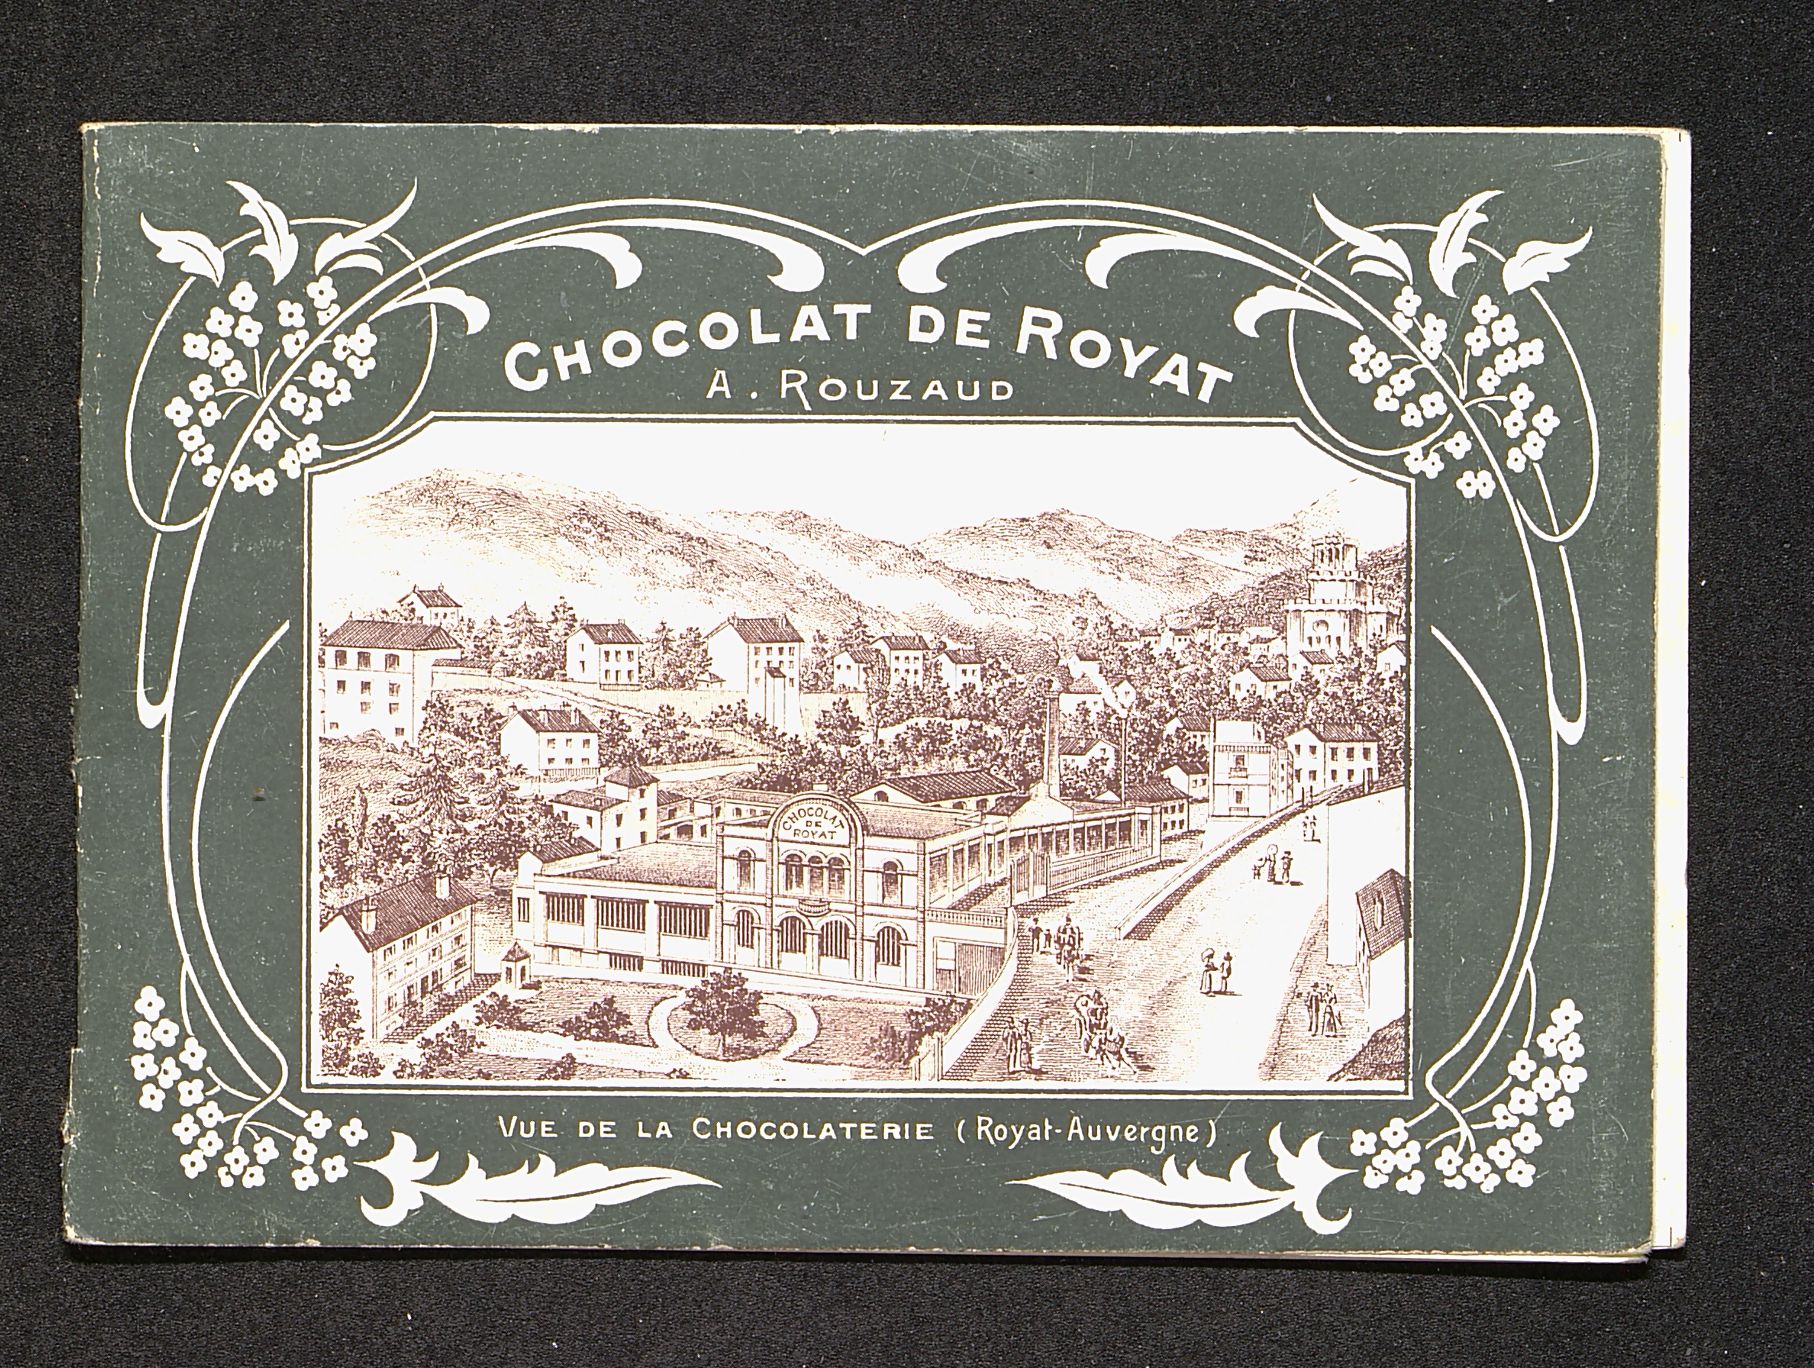 CHOCOLAT DE ROYAT
A. ROUZAUD
CHOCOLAT
DE
ROYAT
VUE DE LA CHOCOLATERIE (Royat-Auvergne)